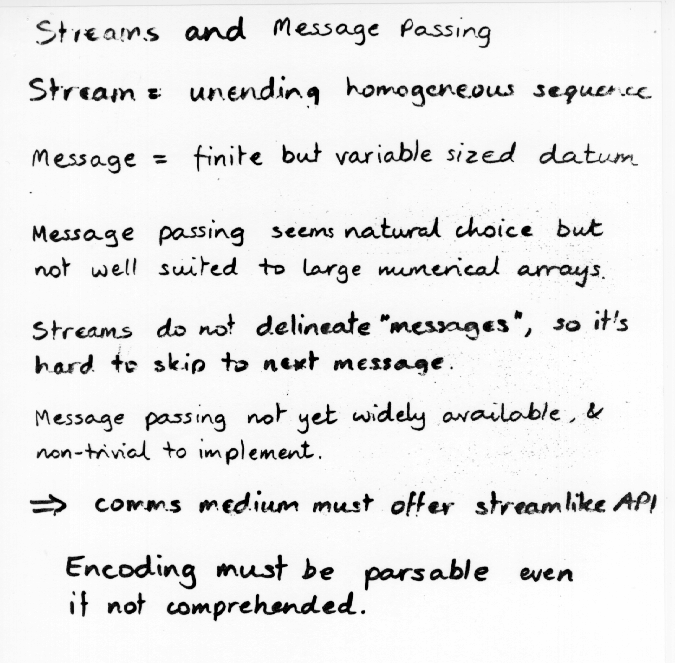 Streams and Message Passing
Stream = unending homogeneous sequence
Message = finite but variable sized datum
Message passing seems natural choice but
not well suited to large numerical arrays.
Streams do not delineate "messages", so it's
hard to skip to next message.
Message passing not yet widely available, &
non-trivial to implement.
⇒ comms medium must offer streamlike API
Encoding must be parsable even
if not comprehended.